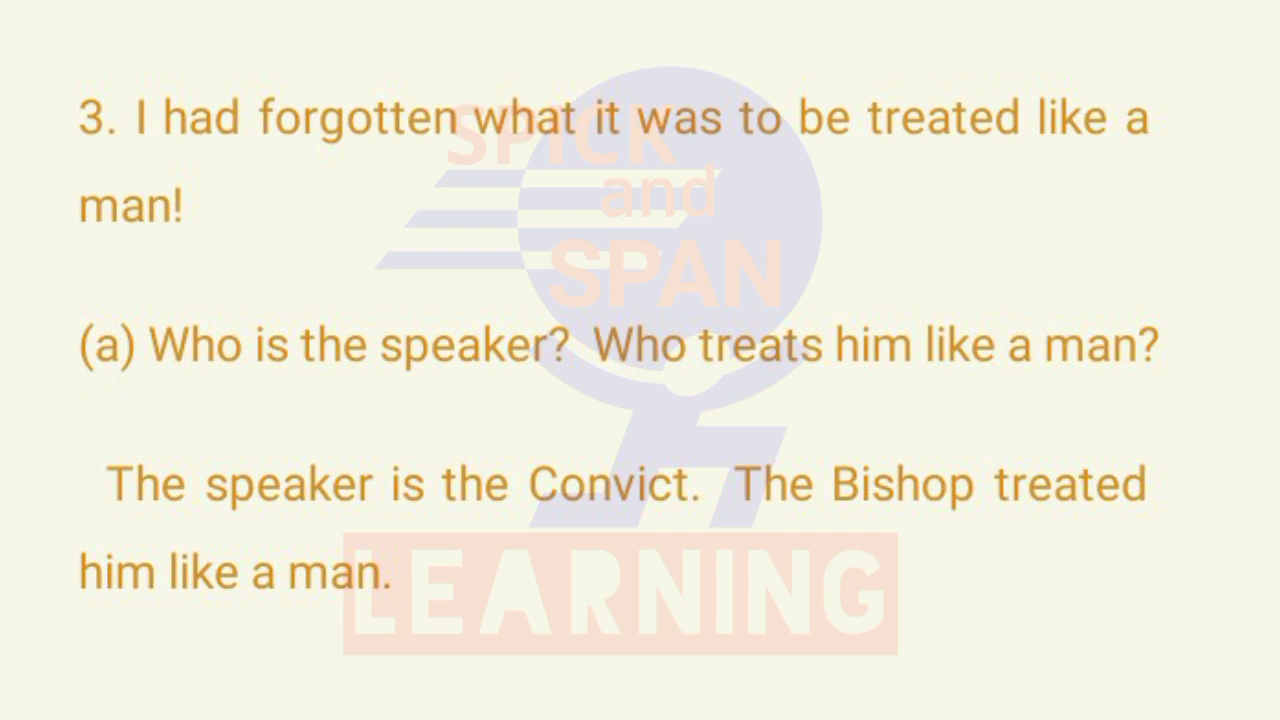 3. I had forgotten what it was to be treated like a
man!
(a) Who is the speaker? Who treats him like a man?
The speaker is the Convict. The Bishop treated
him like a man.
SPICK
and
SPAN
LEARNING